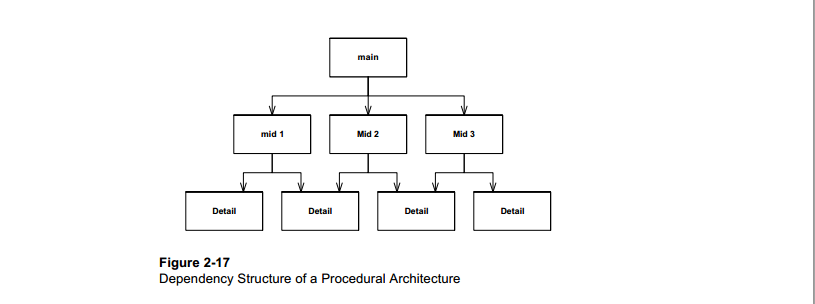 main
mid 1
Mid 2
Mid 3
Detail
Detail
Detail
Detail
Figure 2-17
Dependency Structure of a Procedural Architecture